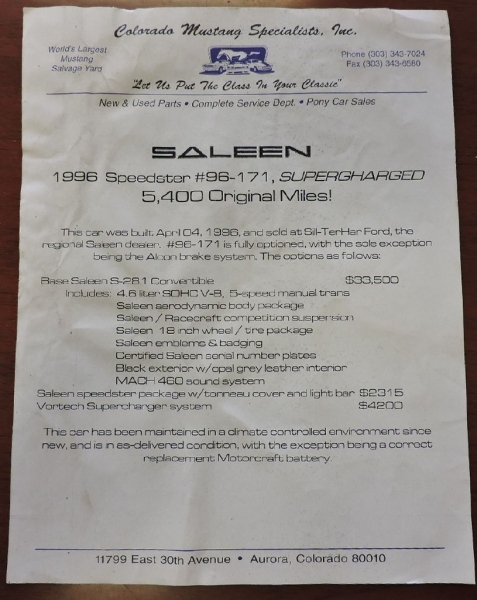 Colorado Mustang Specialists, Inc.
World's Largest
Mustang
Salvage Yard
Phone (303) 343-7024
Fax (303) 343-6560
"Let Us Put The Class In Your Classic"
New & Used Parts • Complete Service Dept. • Pony Car Sales
SALEEN
1996 Speedster #96-171, SUPERGHARGED
5,400 Original Miles!
This car was built April 04, 1996, and sold at Gill-TerHar Ford, the
regional Saleen dealer. #96-171 is fully optioned, with the sole exception
being the Alcon brake system. The options as follows:
Base Saleen S-281 Convertible $33,500
Includes: 4.6 liter SOHC V-8, 5-speed manual trans
Saleen aerodynamic body package
Saleen / Racecraft competition suspension
Saleen 18 inch wheel / tire package
Saleen emblems & badging
Certified Saleen serial number plates
Black exterior w/opal grey leather interior
MACH 460 sound system
Saleen speedster package w/tonneau cover and light bar $2315
Vortech Supercharger system $4200
This car has been maintained in a climate controlled environment since
new, and is in as-delivered condition, with the exception being a correct
replacement Motorcraft battery.
11799 East 30th Avenue • Aurora, Colorado 80010